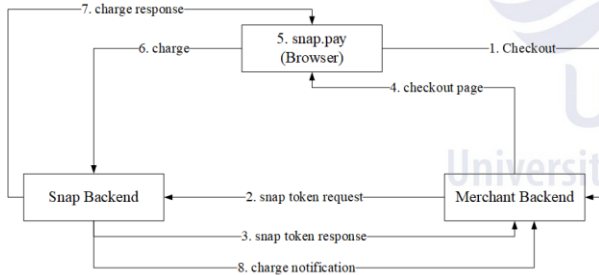 7. charge response
5. snap.pay
(Browser)
6. charge
1. Checkout
4. checkout page
Universit
Snap Backend
2. snap token request
Merchant Backend
3. snap token response
8. charge notification